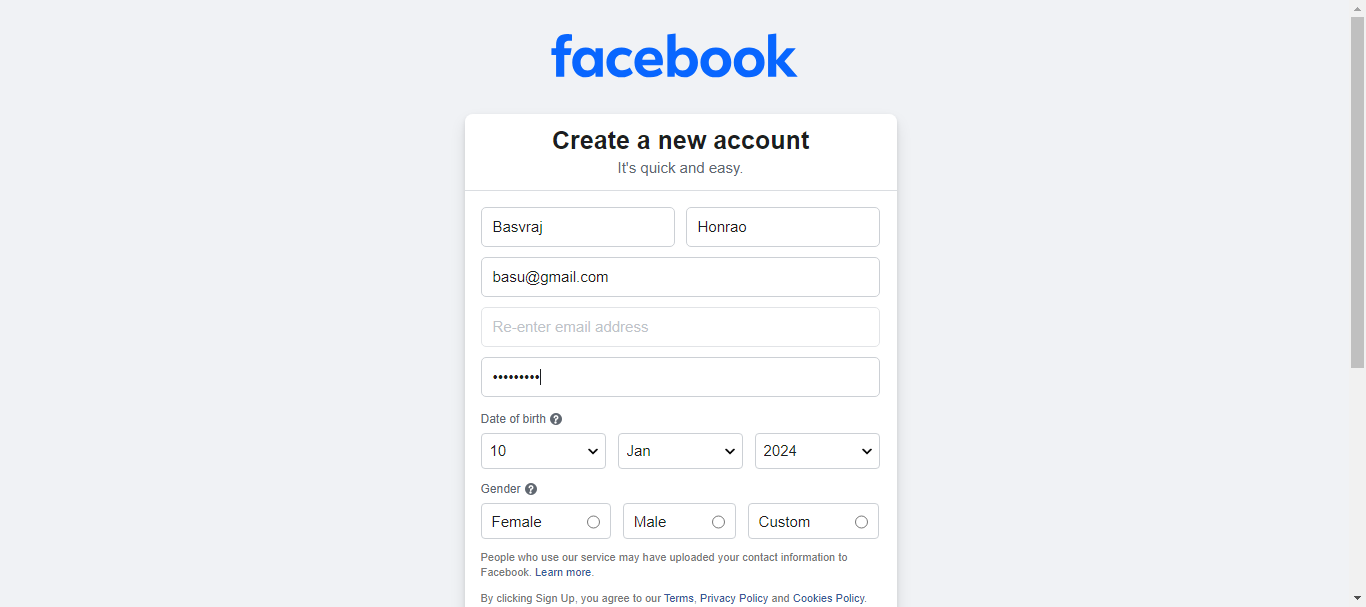 facebook
Create a new account
It's quick and easy.
Basvraj Honrao
basu@gmail.com
Re-enter email address
•••••••••
Date of birth ?
10 Jan 2024
Gender ?
Female Male Custom
People who use our service may have uploaded your contact information to
Facebook. Learn more.
By clicking Sign Up, you agree to our Terms, Privacy Policy and Cookies Policy.